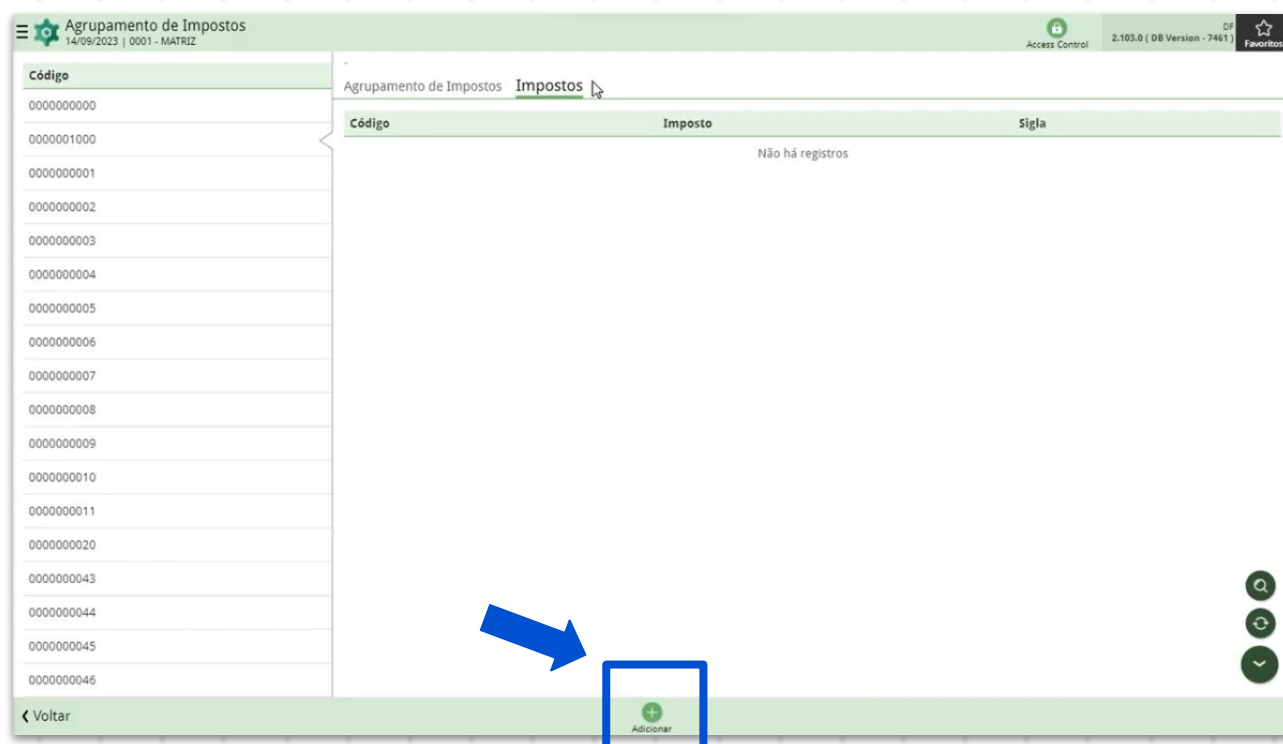 Agrupamento de Impostos
14/09/2023 | 0001 - MATRIZ
Access Control
DF
2.103.0 ( DB Version - 7461 )
Favoritos
Código
0000000000
0000001000
0000000001
0000000002
0000000003
0000000004
0000000005
0000000006
0000000007
0000000008
0000000009
0000000010
0000000011
0000000020
0000000043
0000000044
0000000045
0000000046
Agrupamento de Impostos Impostos
Código Imposto Sigla
Não há registros
Voltar
Adicionar